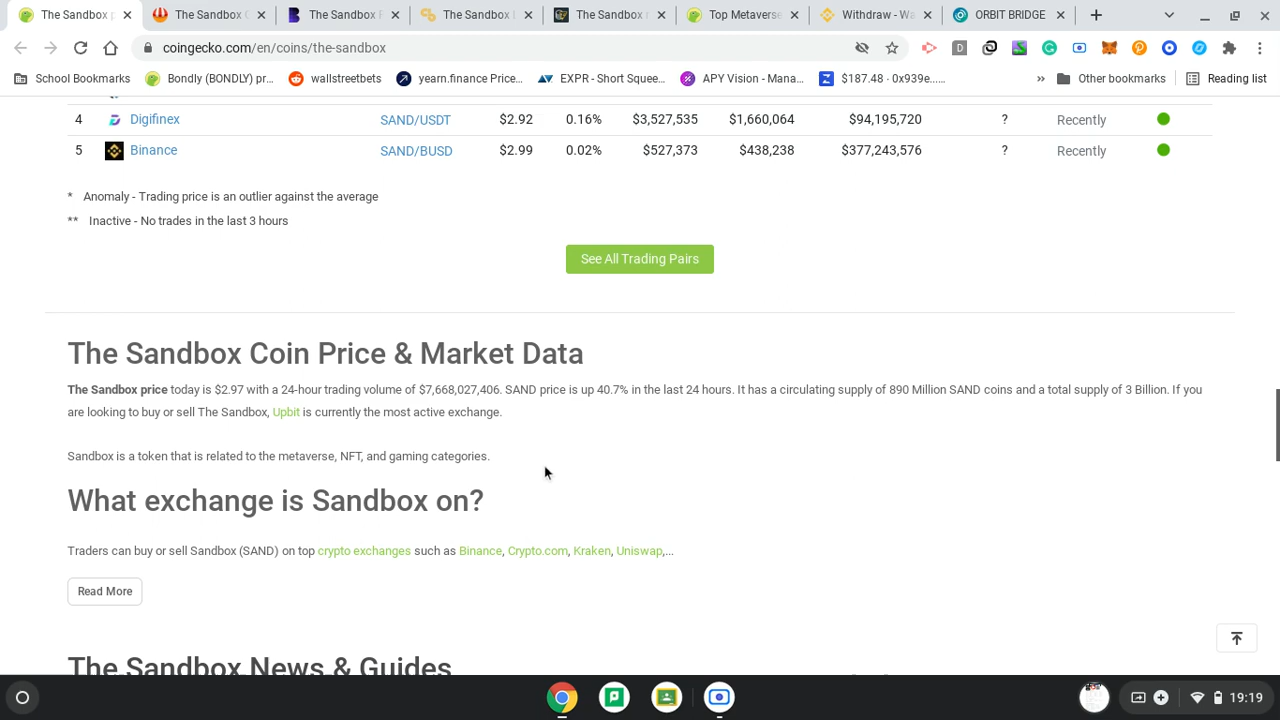 The Sandbox p
The Sandbox C
The Sandbox F
The Sandbox
The Sandbox
Top Metaverse
Withdraw - Wa
ORBIT BRIDGE
coingecko.com/en/coins/the-sandbox
School Bookmarks
Bondly (BONDLY) pr...
wallstreetbets
yearn.finance Price...
EXPR - Short Squee...
APY Vision - Mana...
$187.48 · 0x939e......
»
Other bookmarks
Reading list
4 Digifinex SAND/USDT $2.92 0.16% $3,527,535 $1,660,064 $94,195,720 ? Recently
5 Binance SAND/BUSD $2.99 0.02% $527,373 $438,238 $377,243,576 ? Recently
* Anomaly - Trading price is an outlier against the average
** Inactive - No trades in the last 3 hours
See All Trading Pairs
The Sandbox Coin Price & Market Data
The Sandbox price today is $2.97 with a 24-hour trading volume of $7,668,027,406. SAND price is up 40.7% in the last 24 hours. It has a circulating supply of 890 Million SAND coins and a total supply of 3 Billion. If you
are looking to buy or sell The Sandbox, Upbit is currently the most active exchange.
Sandbox is a token that is related to the metaverse, NFT, and gaming categories.
What exchange is Sandbox on?
Traders can buy or sell Sandbox (SAND) on top crypto exchanges such as Binance, Crypto.com, Kraken, Uniswap,...
Read More
The Sandbox News & Guides
19:19